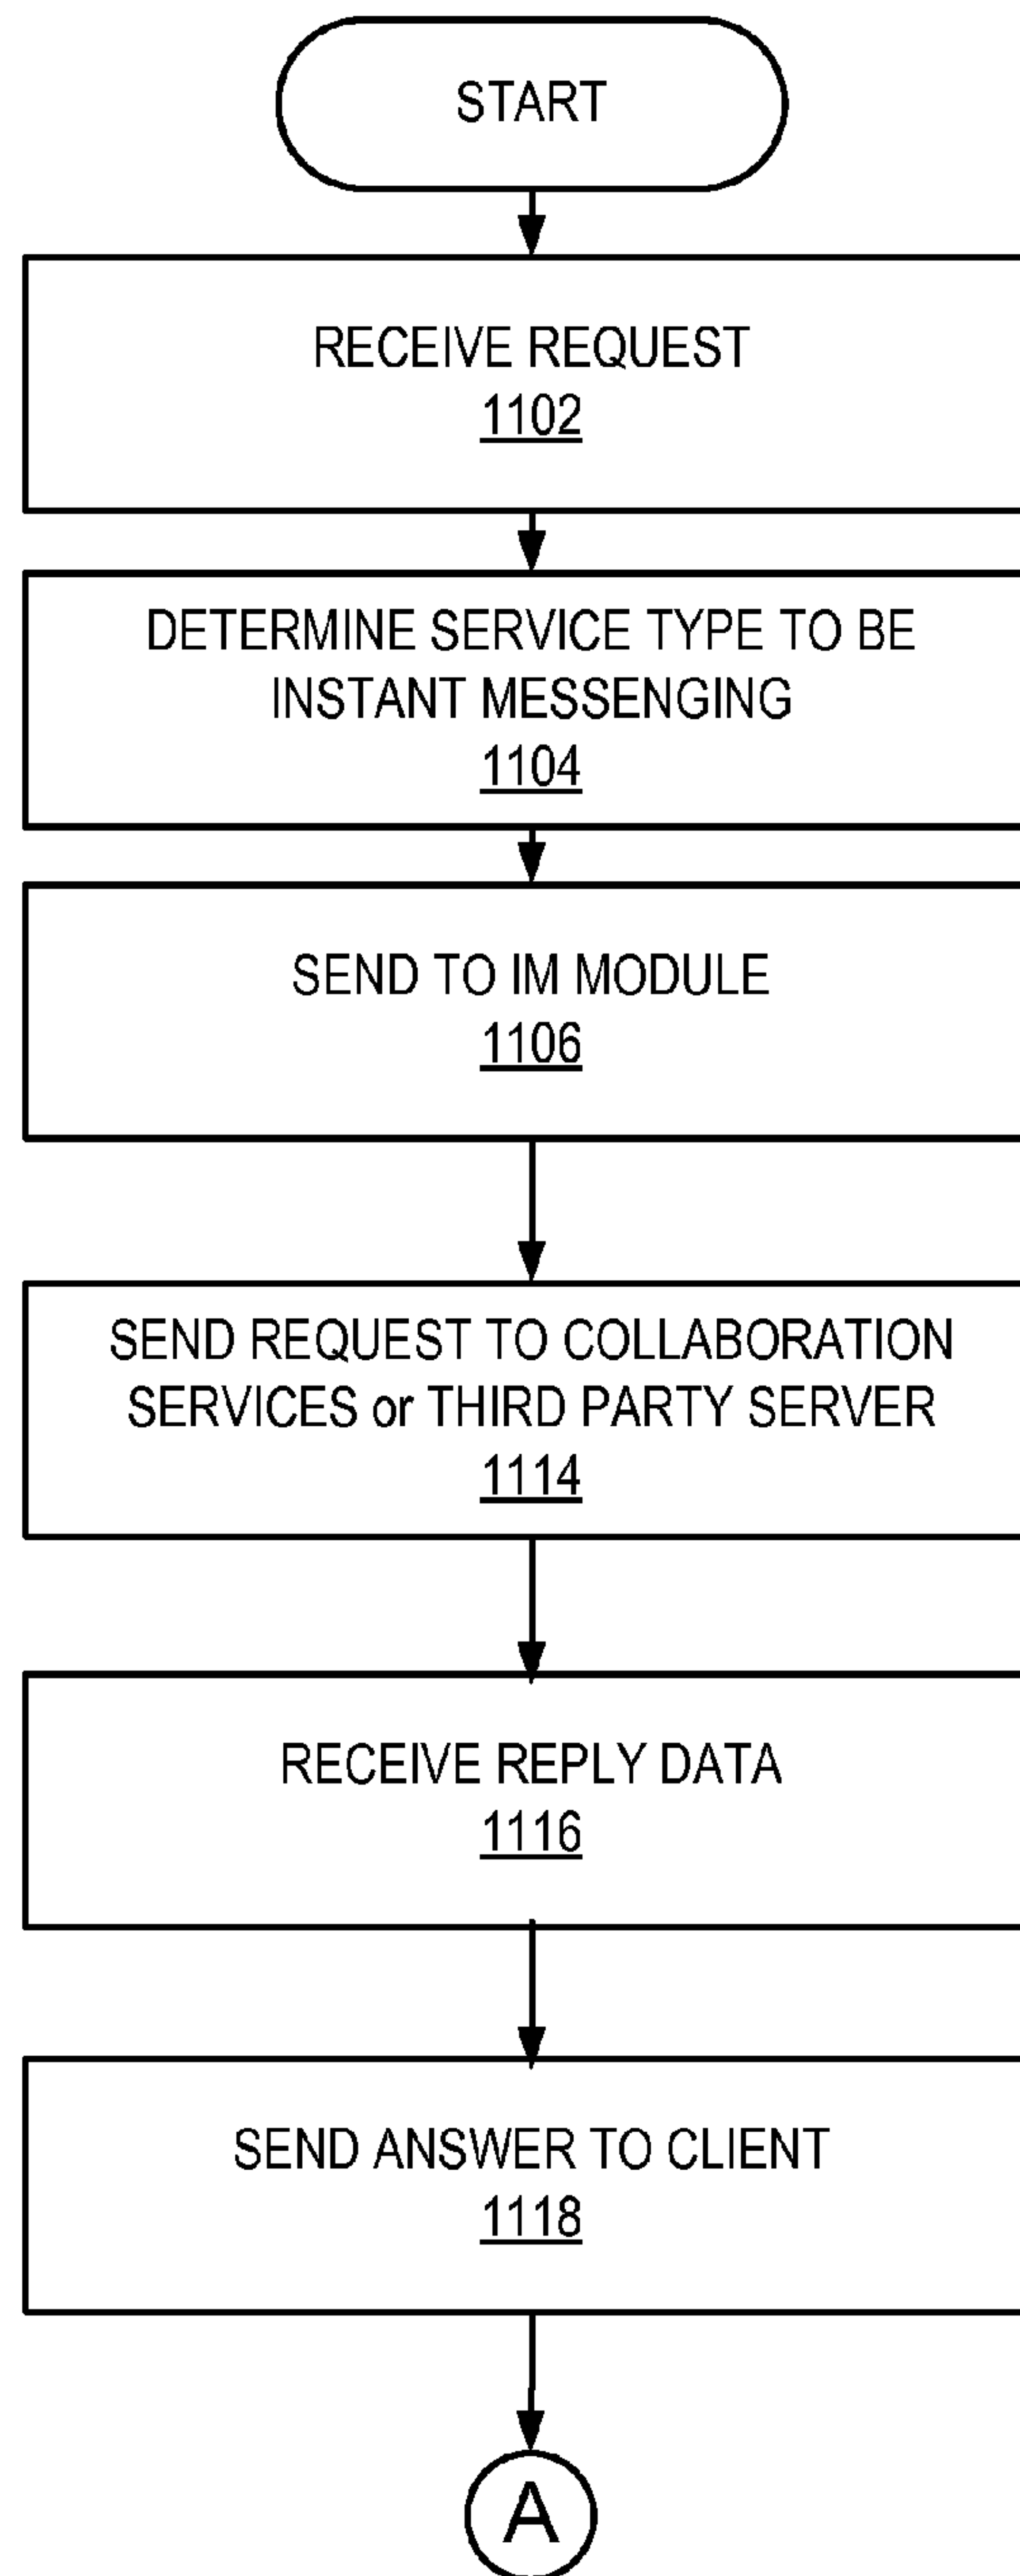 START
RECEIVE REQUEST
1102
DETERMINE SERVICE TYPE TO BE
INSTANT MESSENGING
1104
SEND TO IM MODULE
1106
SEND REQUEST TO COLLABORATION
SERVICES or THIRD PARTY SERVER
1114
RECEIVE REPLY DATA
1116
SEND ANSWER TO CLIENT
1118
A